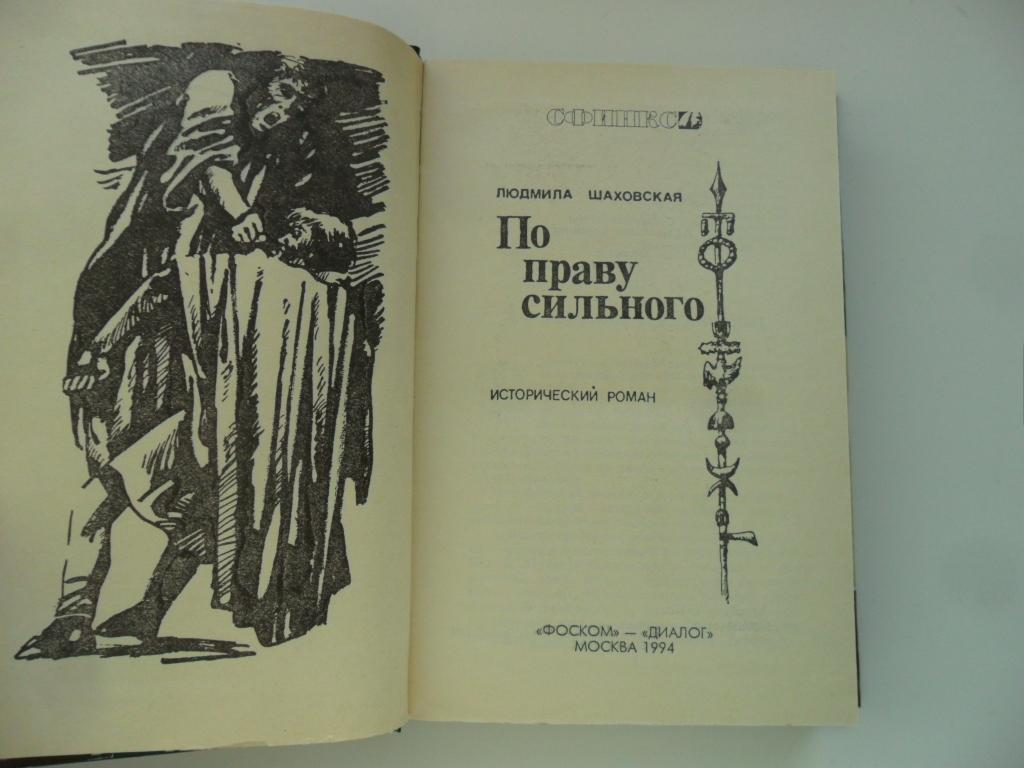 СФИНКС
ЛЮДМИЛА ШАХОВСКАЯ
По
праву
сильного
ИСТОРИЧЕСКИЙ РОМАН
«ФОСКОМ» — «ДИАЛОГ»
МОСКВА 1994